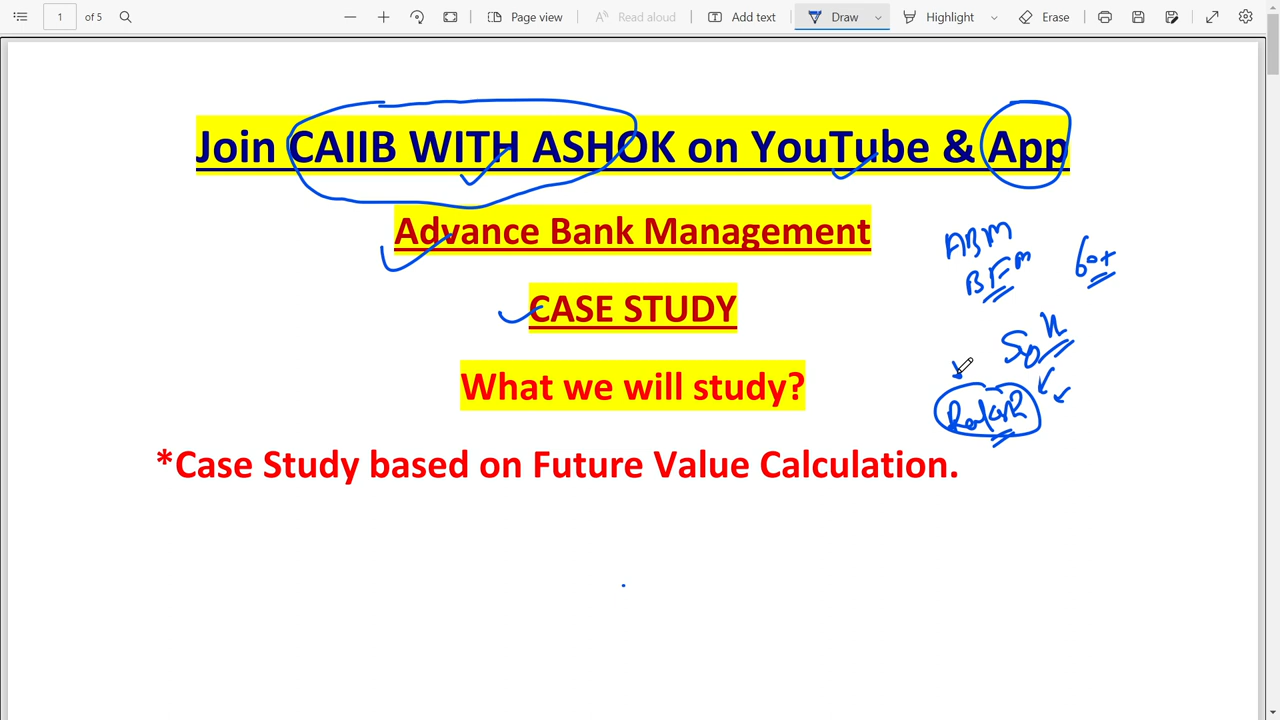 1 of 5 Page view Read aloud Add text Draw Highlight Erase
Join CAIIB WITH ASHOK on YouTube & App
Advance Bank Management
ABM
BFM
60+
CASE STUDY
What we will study?
*Case Study based on Future Value Calculation.